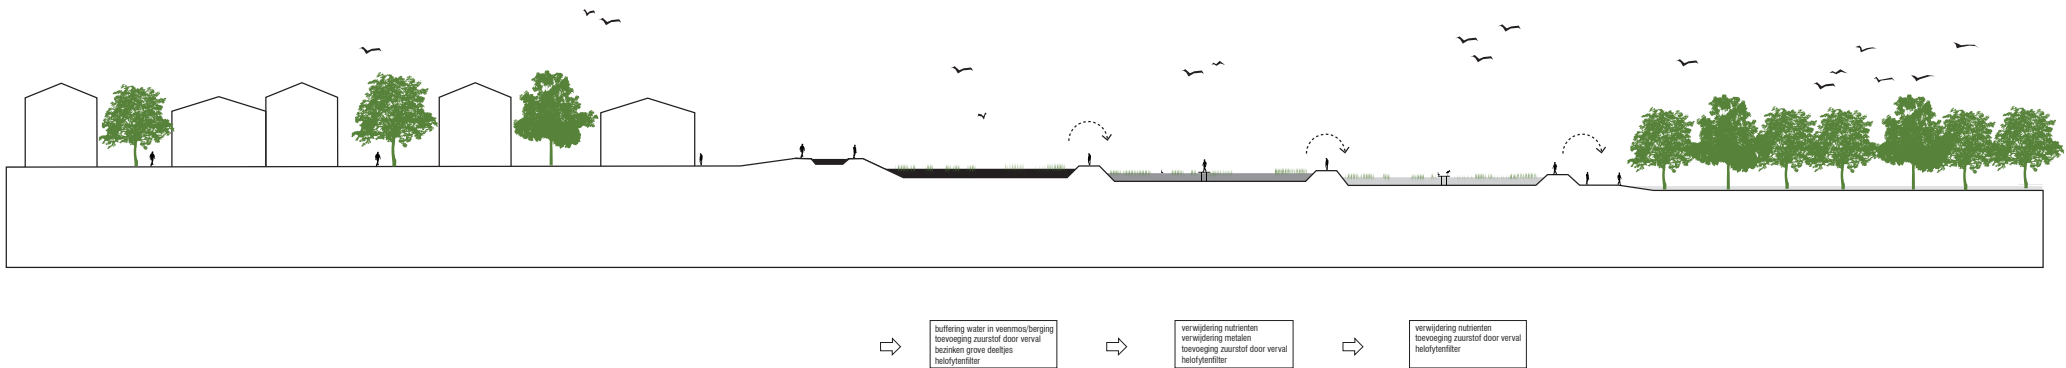 buffering water in veenmos/berging
toevoeging zuurstof door verval
bezinken grove deeltjes
helofytenfilter
verwijdering nutrienten
verwijdering metalen
toevoeging zuurstof door verval
helofytenfilter
verwijdering nutrienten
toevoeging zuurstof door verval
helofytenfilter